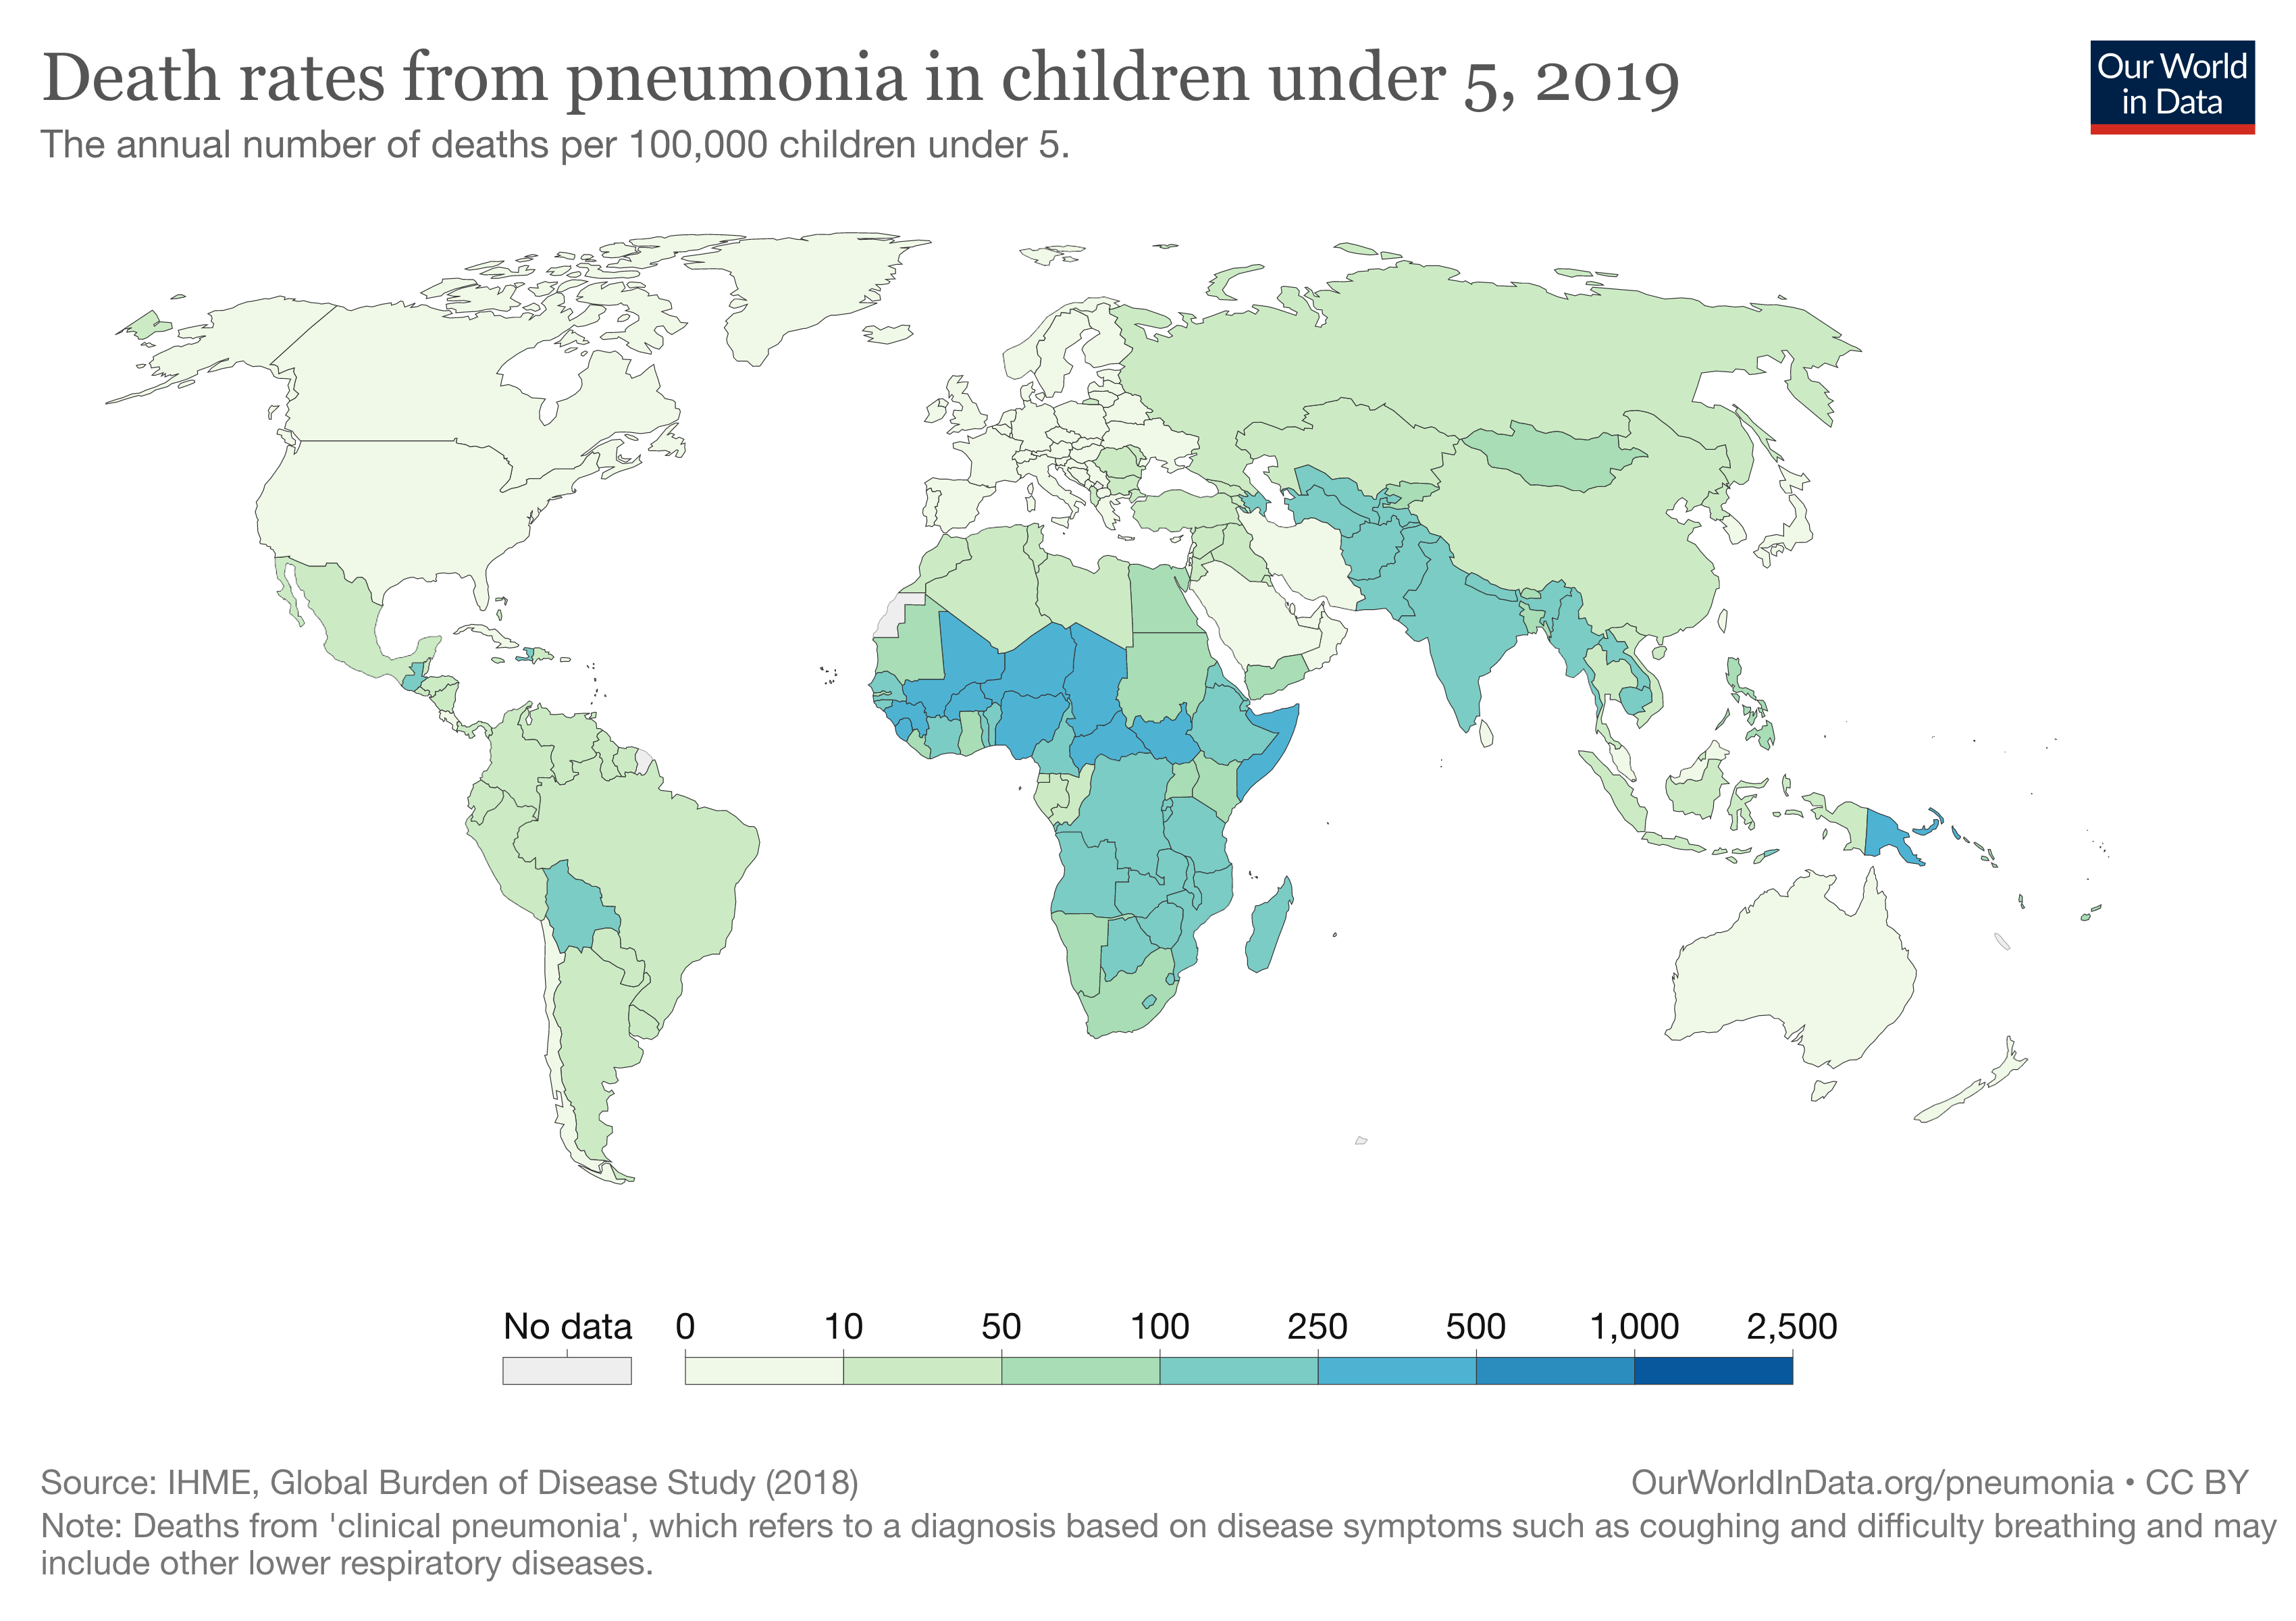 Death rates from pneumonia in children under 5, 2019
The annual number of deaths per 100,000 children under 5.
Our World
in Data
No data
0
10
50
100
250
500
1,000
2,500
Source: IHME, Global Burden of Disease Study (2018)
OurWorldInData.org/pneumonia • CC BY
Note: Deaths from 'clinical pneumonia', which refers to a diagnosis based on disease symptoms such as coughing and difficulty breathing and may
include other lower respiratory diseases.